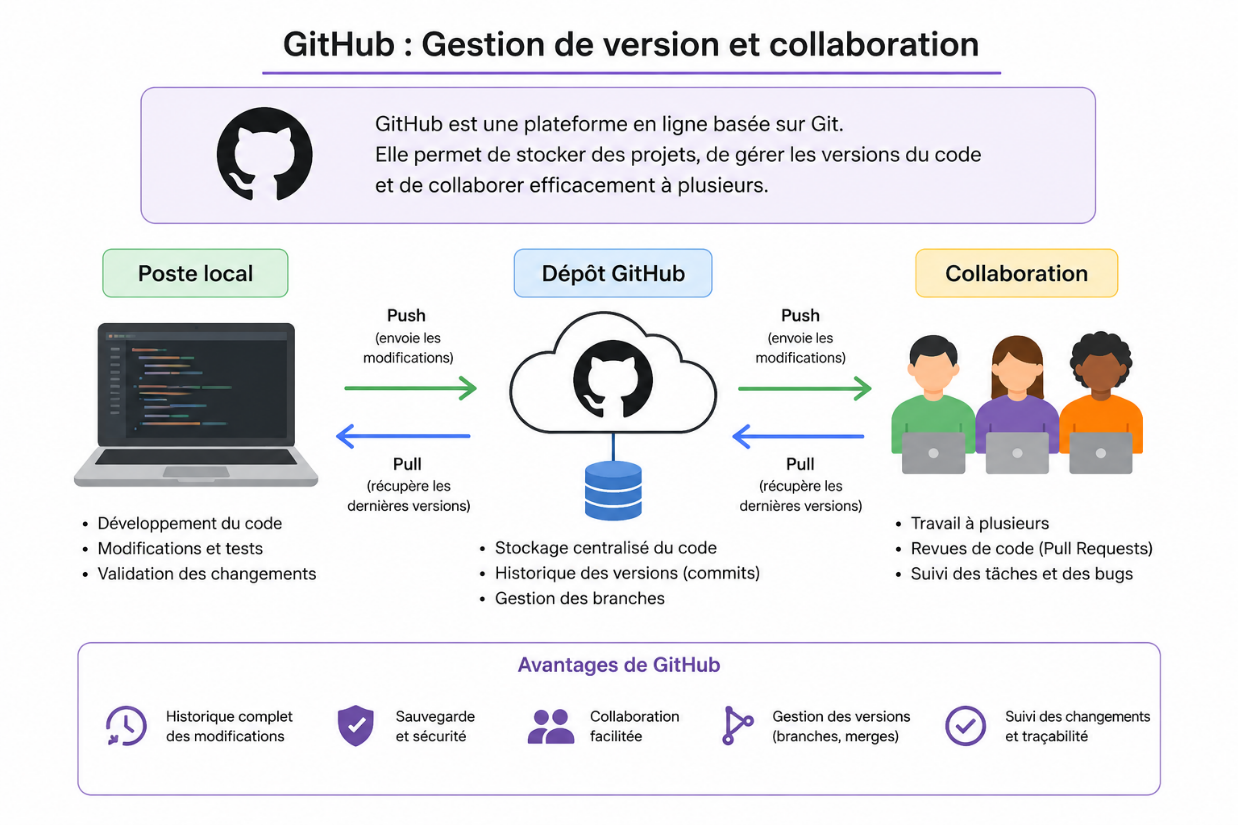 GitHub : Gestion de version et collaboration
GitHub est une plateforme en ligne basée sur Git.
Elle permet de stocker des projets, de gérer les versions du code
et de collaborer efficacement à plusieurs.
Poste local
Dépôt GitHub
Collaboration
Push
(envoie les
modifications)
Push
(envoie les
modifications)
Pull
(récupère les
dernières versions)
Pull
(récupère les
dernières versions)
• Développement du code
• Modifications et tests
• Validation des changements
• Stockage centralisé du code
• Historique des versions (commits)
• Gestion des branches
• Travail à plusieurs
• Revues de code (Pull Requests)
• Suivi des tâches et des bugs
Avantages de GitHub
Historique complet
des modifications
Sauvegarde
et sécurité
Collaboration
facilitée
Gestion des versions
(branches, merges)
Suivi des changements
et traçabilité